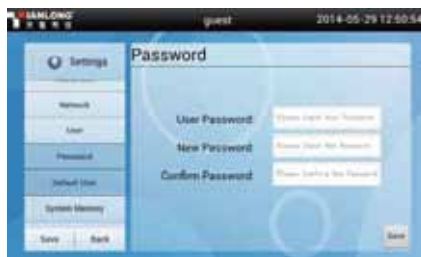 TIANLONG
guest
2014-05-29 12:50:54
Settings
Password
Network
User
Password
Default User
System Memory
Save
Back
User Password:
New Password:
Confirm Password:
Save